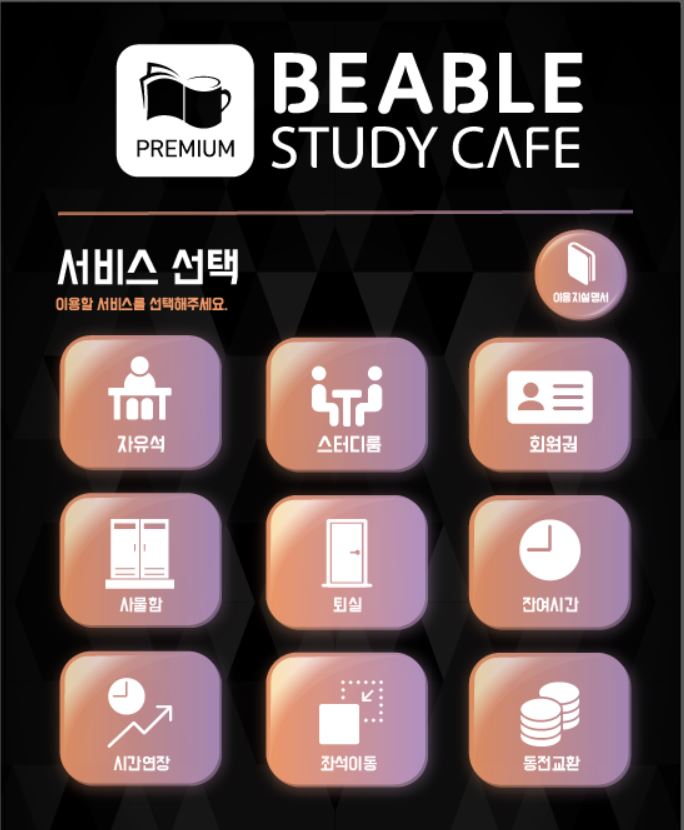 BEABLE
PREMIUM
STUDY CAFE
서비스 선택
이용할 서비스를 선택해주세요.
이용지설명서
자유석
스터디룸
회원권
사물함
퇴실
잔여시간
시간연장
좌석이동
동전교환